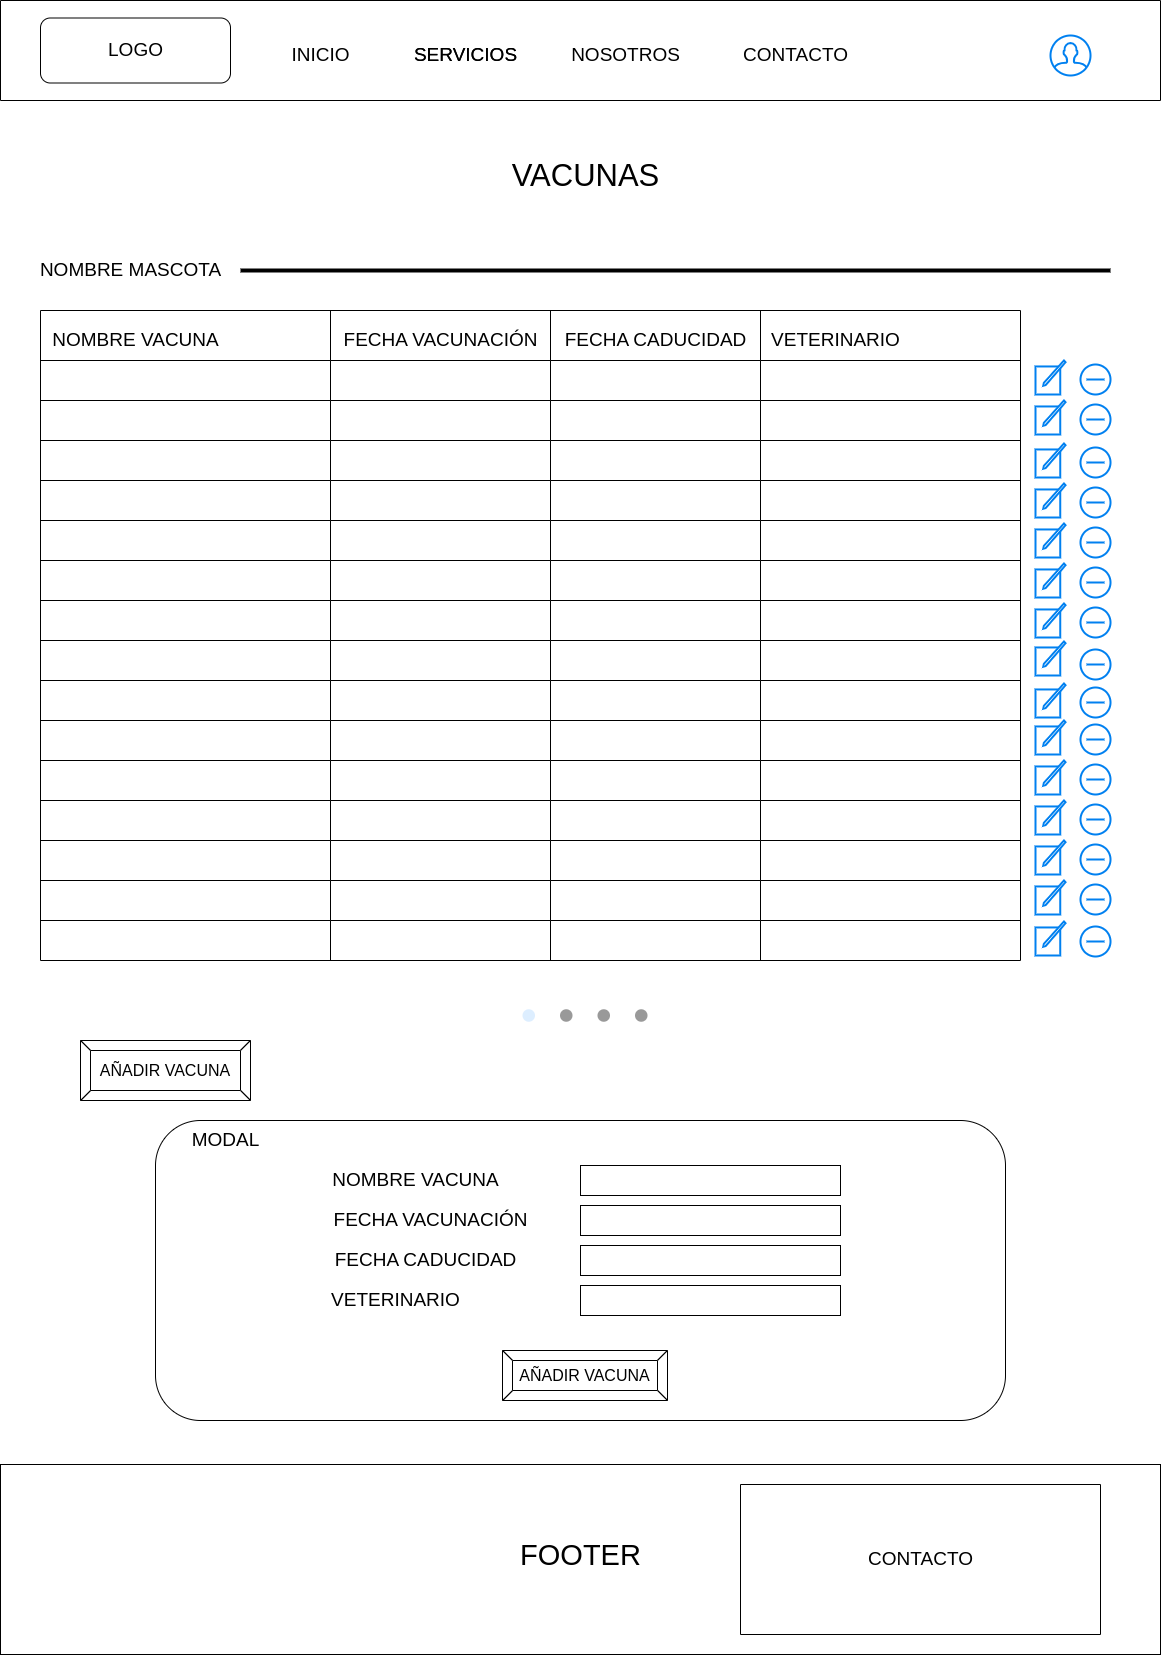 LOGO
INICIO
SERVICIOS
NOSOTROS
CONTACTO
VACUNAS
NOMBRE MASCOTA
NOMBRE VACUNA
FECHA VACUNACIÓN
FECHA CADUCIDAD
VETERINARIO
AÑADIR VACUNA
MODAL
NOMBRE VACUNA
FECHA VACUNACIÓN
FECHA CADUCIDAD
VETERINARIO
AÑADIR VACUNA
FOOTER
CONTACTO